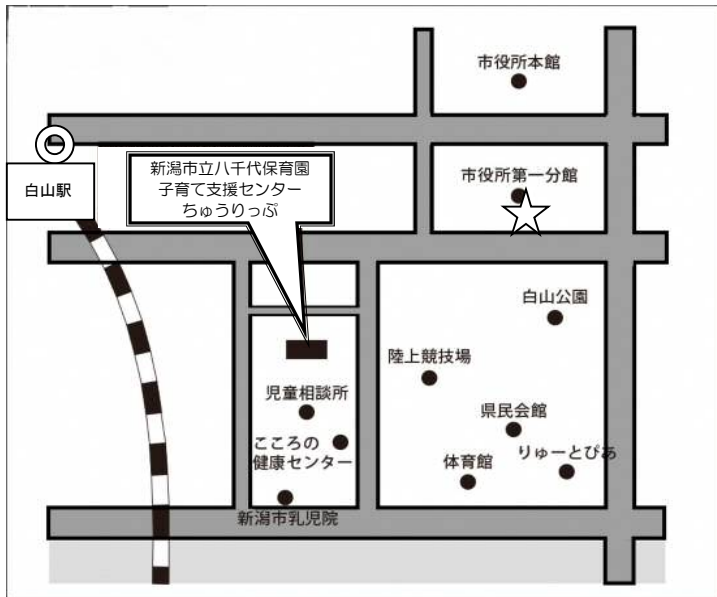 市役所本館
白山駅
新潟市立八千代保育園
子育て支援センター
ちゅうりっぷ
市役所第一分館
白山公園
陸上競技場
児童相談所
県民会館
こころの
健康センター
体育館
りゅーとぴあ
新潟市乳児院